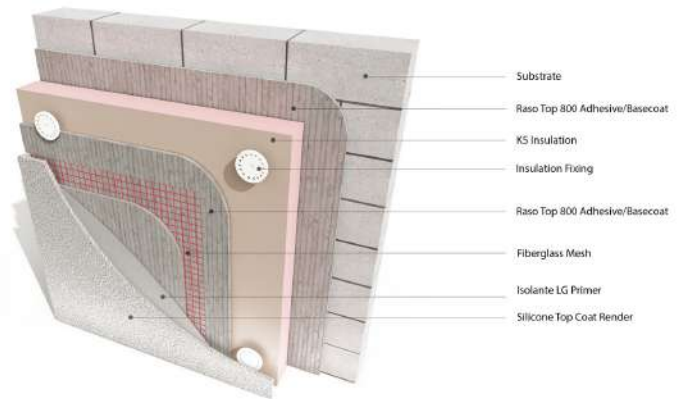 Substrate
Raso Top 800 Adhesive/Basecoat
K5 Insulation
Insulation Fixing
Raso Top 800 Adhesive/Basecoat
Fiberglass Mesh
Isolante LG Primer
Silicone Top Coat Render